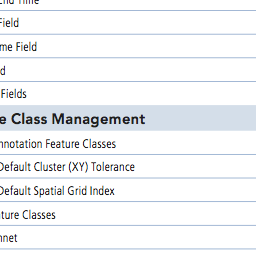 End Time
Field
me Field
d
Fields
e Class Management
nnotation Feature Classes
Default Cluster (XY) Tolerance
Default Spatial Grid Index
ture Classes
nnet